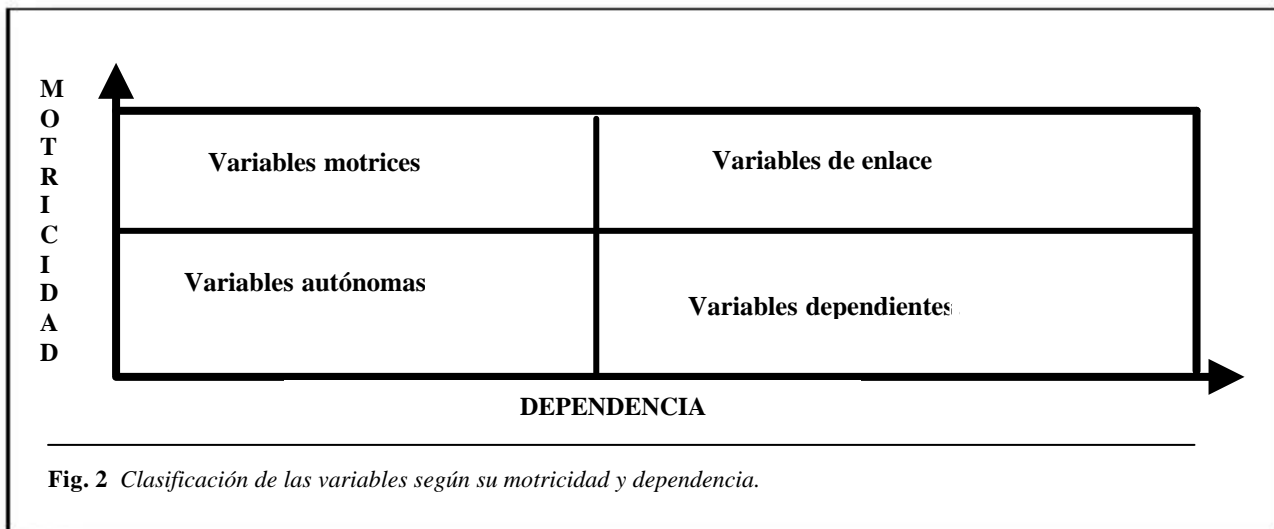 MOTRICIDAD
Variables motrices
Variables de enlace
Variables autónomas
Variables dependientes
DEPENDENCIA
Fig. 2 Clasificación de las variables según su motricidad y dependencia.